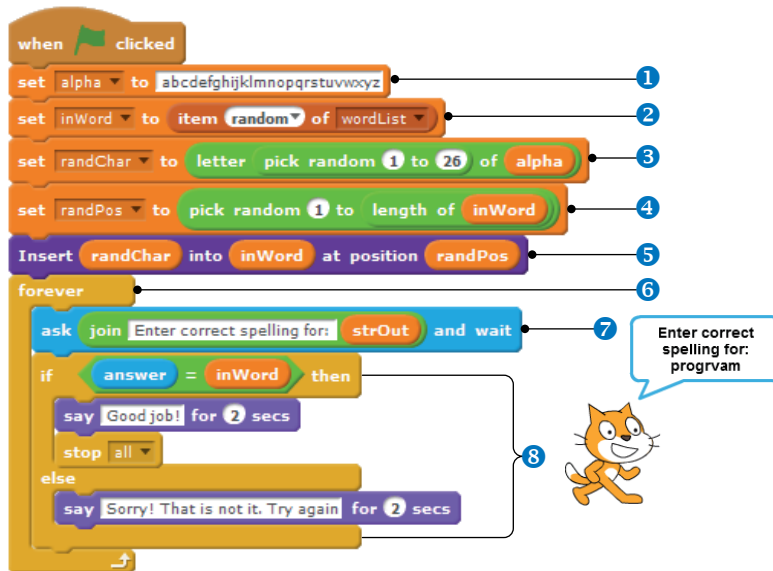 when clicked
set alpha to abcdefghijklmnopqrstuvwxyz
1
set inWord to item random of wordList
2
set randChar to letter pick random 1 to 26 of alpha
3
set randPos to pick random 1 to length of inWord
4
Insert randChar into inWord at position randPos
5
forever
6
ask join Enter correct spelling for: strOut and wait
7
Enter correct
spelling for:
progrvam
if answer = inWord then
say Good job! for 2 secs
stop all
8
else
say Sorry! That is not it. Try again for 2 secs